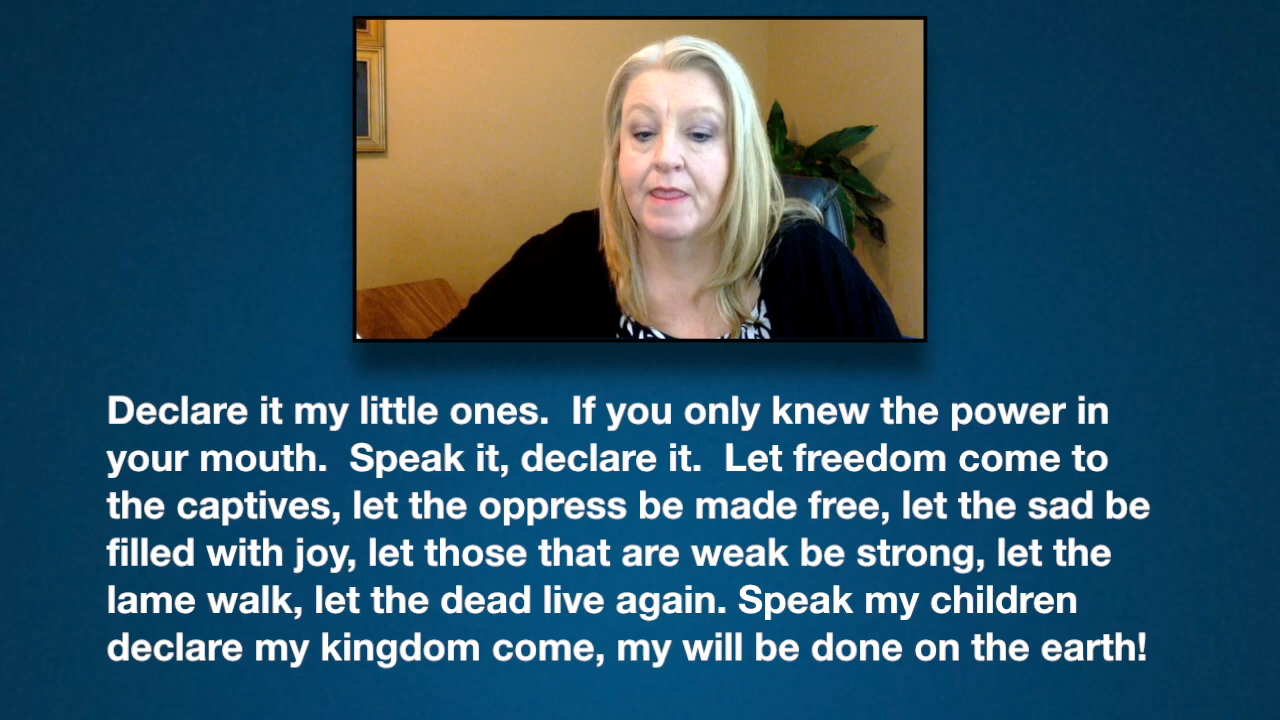 Declare it my little ones.  If you only knew the power in
your mouth.  Speak it, declare it.  Let freedom come to
the captives, let the oppress be made free, let the sad be
filled with joy, let those that are weak be strong, let the
lame walk, let the dead live again. Speak my children
declare my kingdom come, my will be done on the earth!